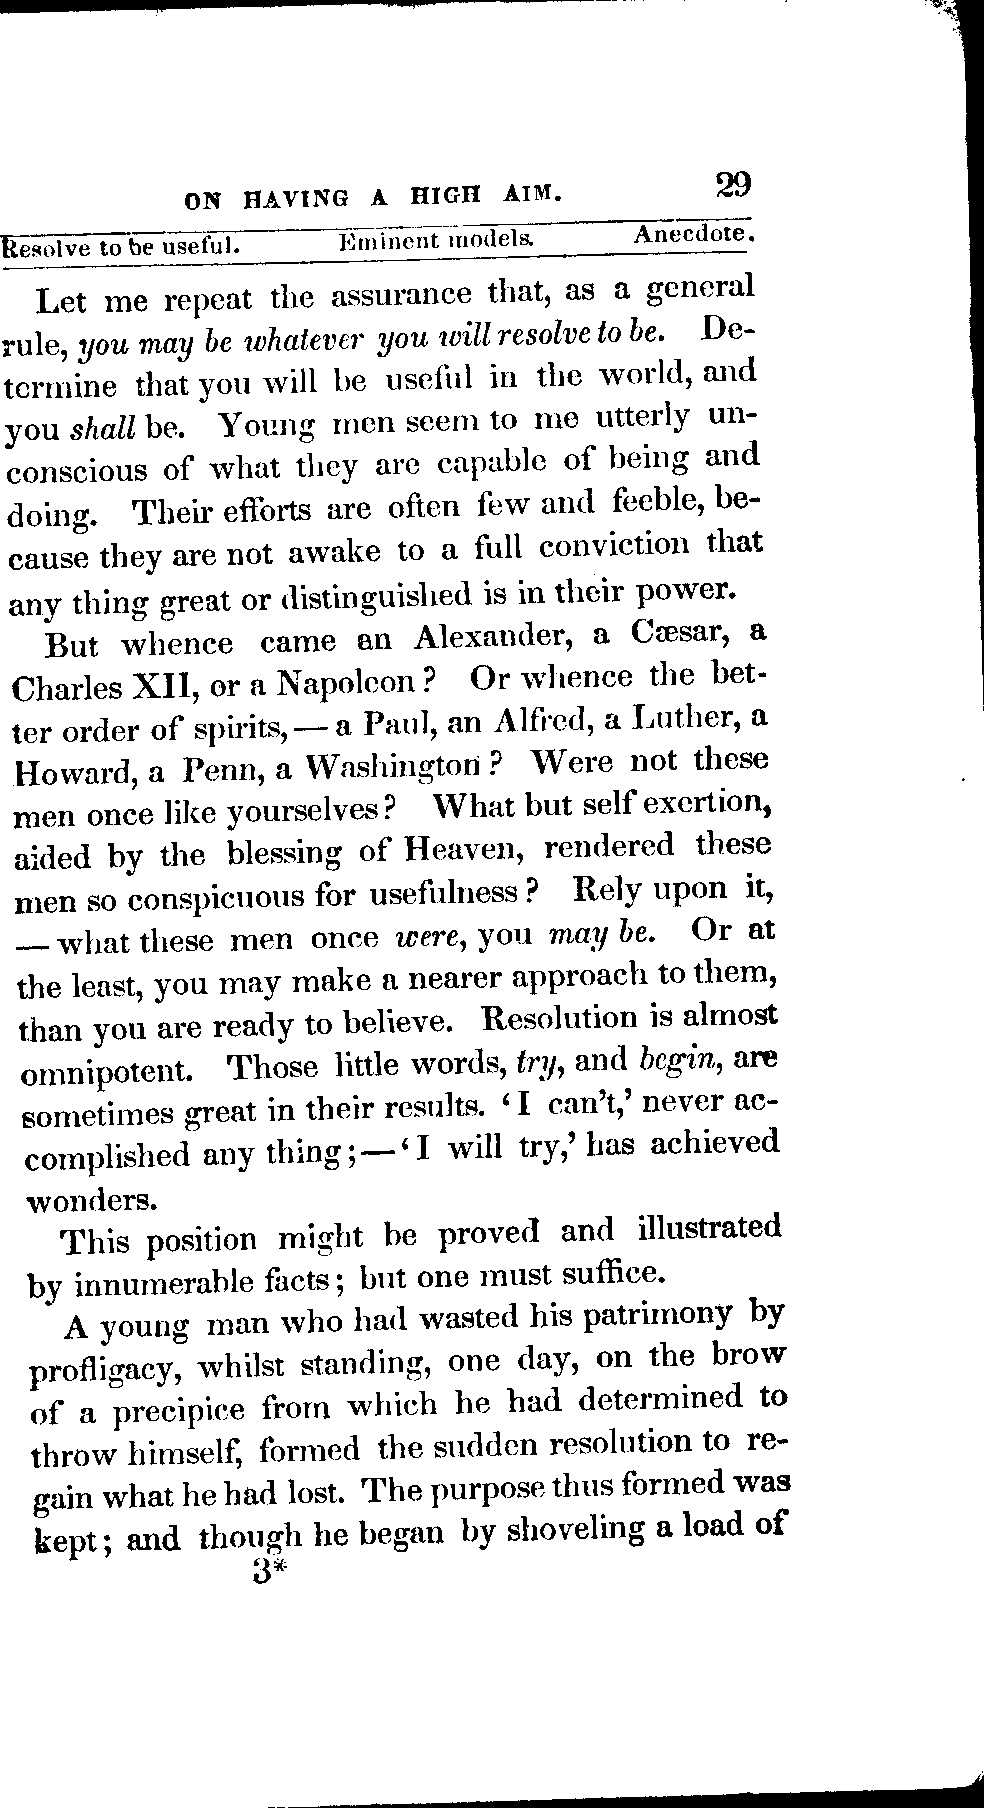 ON HAVING A HIGH AIM. 29
Resolve to be useful. Eminent models. Anecdote.
Let me repeat the assurance that, as a general
rule, you may be whatever you will resolve to be. De-
termine that you will be useful in the world, and
you shall be. Young men seem to me utterly un-
conscious of what they are capable of being and
doing. Their efforts are often few and feeble, be-
cause they are not awake to a full conviction that
any thing great or distinguished is in their power.
But whence came an Alexander, a Cæsar, a
Charles XII, or a Napoleon? Or whence the bet-
ter order of spirits,—a Paul, an Alfred, a Luther, a
Howard, a Penn, a Washington? Were not these
men once like yourselves? What but self exertion,
aided by the blessing of Heaven, rendered these
men so conspicuous for usefulness? Rely upon it,
—what these men once were, you may be. Or at
the least, you may make a nearer approach to them,
than you are ready to believe. Resolution is almost
omnipotent. Those little words, try, and begin, are
sometimes great in their results. ‘I can’t,’ never ac-
complished any thing;—‘I will try,’ has achieved
wonders.
This position might be proved and illustrated
by innumerable facts; but one must suffice.
A young man who had wasted his patrimony by
profligacy, whilst standing, one day, on the brow
of a precipice from which he had determined to
throw himself, formed the sudden resolution to re-
gain what he had lost. The purpose thus formed was
kept; and though he began by shoveling a load of
3*